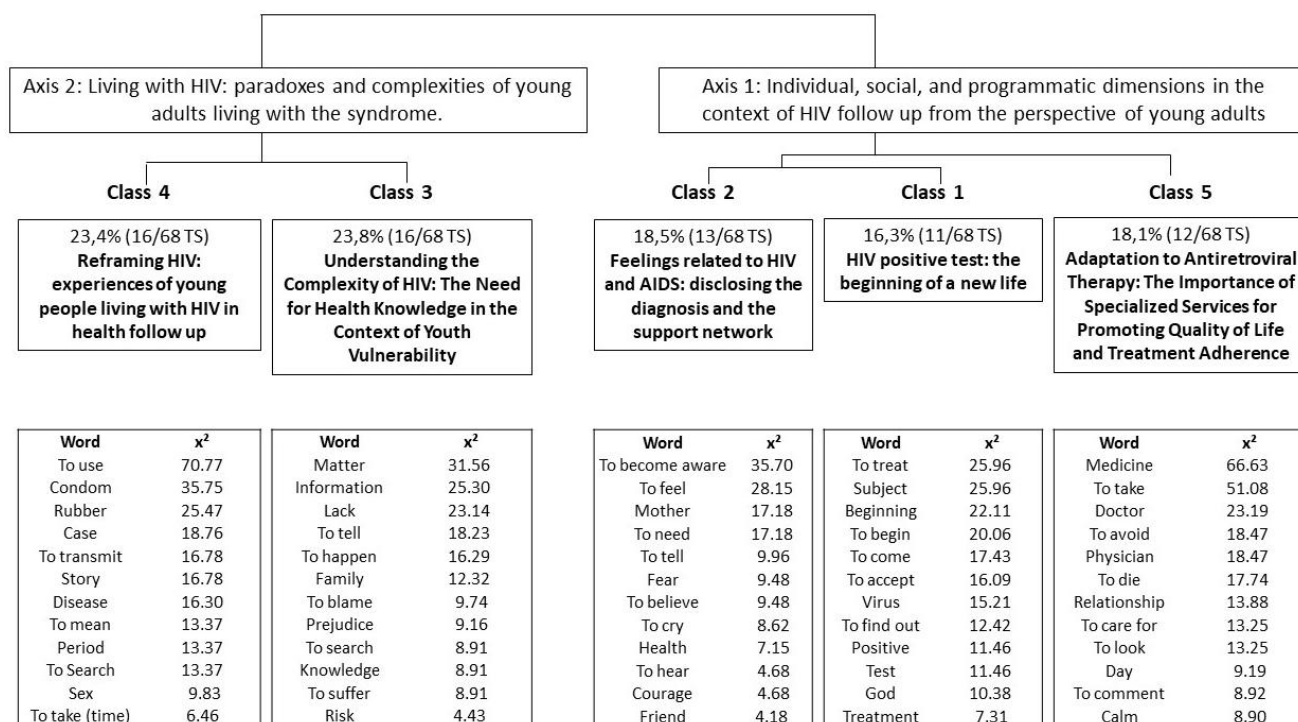 Axis 2: Living with HIV: paradoxes and complexities of young
adults living with the syndrome.
Axis 1: Individual, social, and programmatic dimensions in the
context of HIV follow up from the perspective of young adults
Class 4
Class 3
Class 2
Class 1
Class 5
23,4% (16/68 TS)
Reframing HIV:
experiences of young
people living with HIV in
health follow up
23,8% (16/68 TS)
Understanding the
Complexity of HIV: The Need
for Health Knowledge in the
Context of Youth
Vulnerability
18,5% (13/68 TS)
Feelings related to HIV
and AIDS: disclosing the
diagnosis and the
support network
16,3% (11/68 TS)
HIV positive test: the
beginning of a new life
18,1% (12/68 TS)
Adaptation to Antiretroviral
Therapy: The Importance of
Specialized Services for
Promoting Quality of Life
and Treatment Adherence
Word x²
To use 70.77
Condom 35.75
Rubber 25.47
Case 18.76
To transmit 16.78
Story 16.78
Disease 16.30
To mean 13.37
Period 13.37
To Search 13.37
Sex 9.83
To take (time) 6.46
Word x²
Matter 31.56
Information 25.30
Lack 23.14
To tell 18.23
To happen 16.29
Family 12.32
To blame 9.74
Prejudice 9.16
To search 8.91
Knowledge 8.91
To suffer 8.91
Risk 4.43
Word x²
To become aware 35.70
To feel 28.15
Mother 17.18
To need 17.18
To tell 9.96
Fear 9.48
To believe 9.48
To cry 8.62
Health 7.15
To hear 4.68
Courage 4.68
Friend 4.18
Word x²
To treat 25.96
Subject 25.96
Beginning 22.11
To begin 20.06
To come 17.43
To accept 16.09
Virus 15.21
To find out 12.42
Positive 11.46
Test 11.46
God 10.38
Treatment 7.31
Word x²
Medicine 66.63
To take 51.08
Doctor 23.19
To avoid 18.47
Physician 18.47
To die 17.74
Relationship 13.88
To care for 13.25
To look 13.25
Day 9.19
To comment 8.92
Calm 8.90